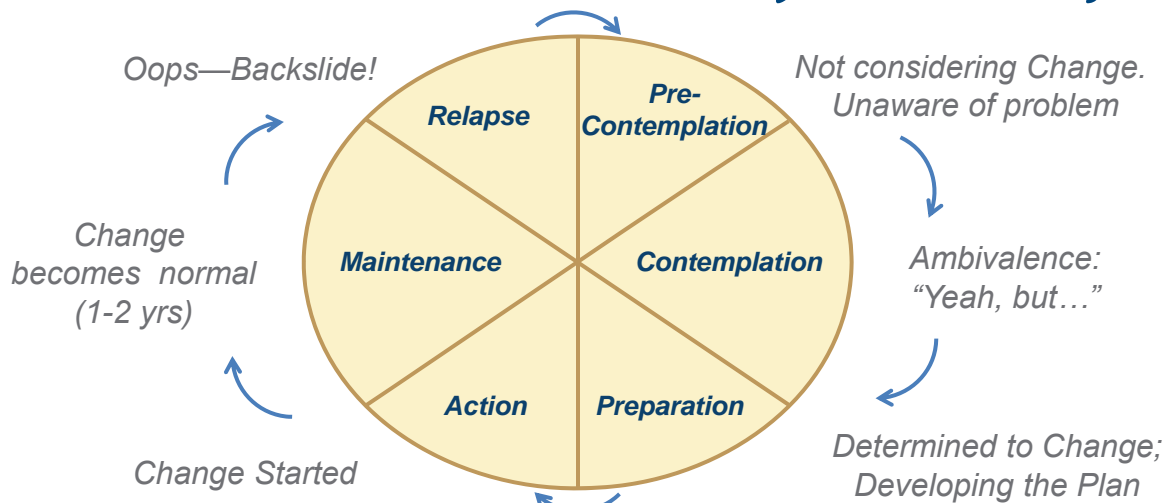 Oops—Backslide!
Relapse
Pre-
Contemplation
Not considering Change.
Unaware of problem
Change
becomes normal
(1-2 yrs)
Maintenance
Contemplation
Ambivalence:
“Yeah, but…”
Action
Preparation
Change Started
Determined to Change;
Developing the Plan